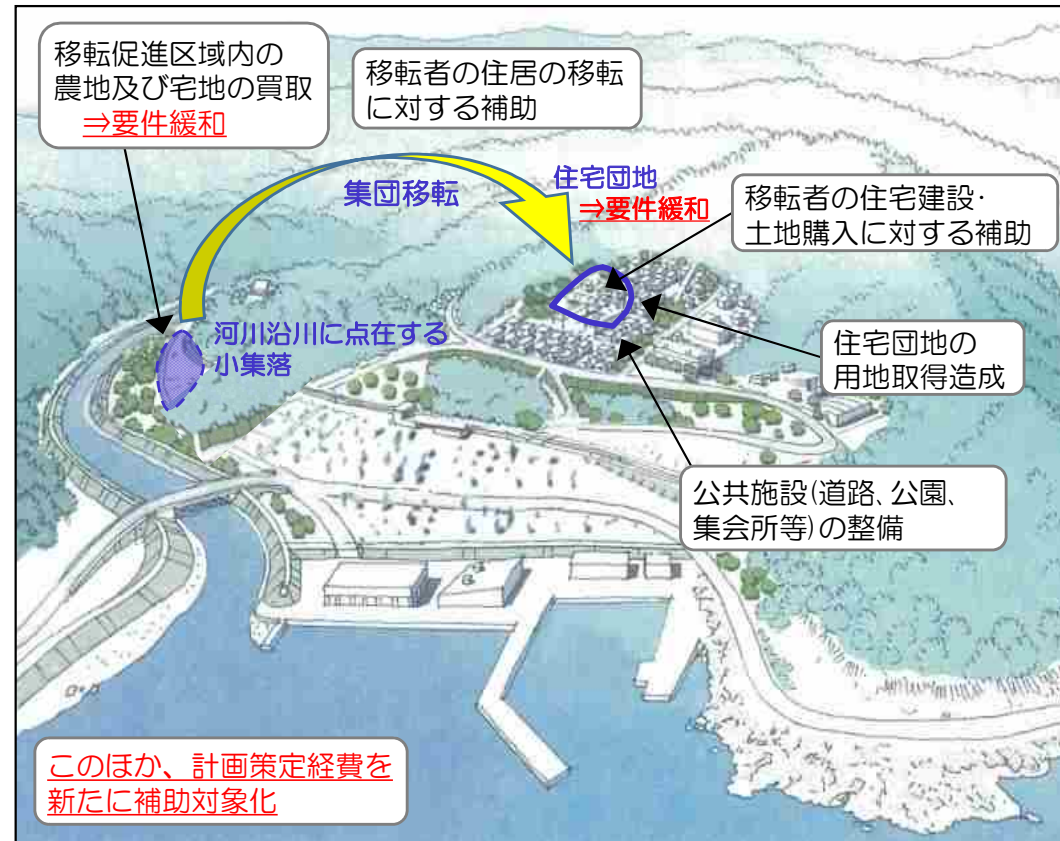 移転促進区域内の
農地及び宅地の買取
⇒要件緩和
移転者の住居の移転
に対する補助
集団移転
住宅団地
⇒要件緩和
移転者の住宅建設・
土地購入に対する補助
河川沿川に点在する
小集落
住宅団地の
用地取得造成
公共施設(道路、公園、
集会所等)の整備
このほか、計画策定経費を
新たに補助対象化